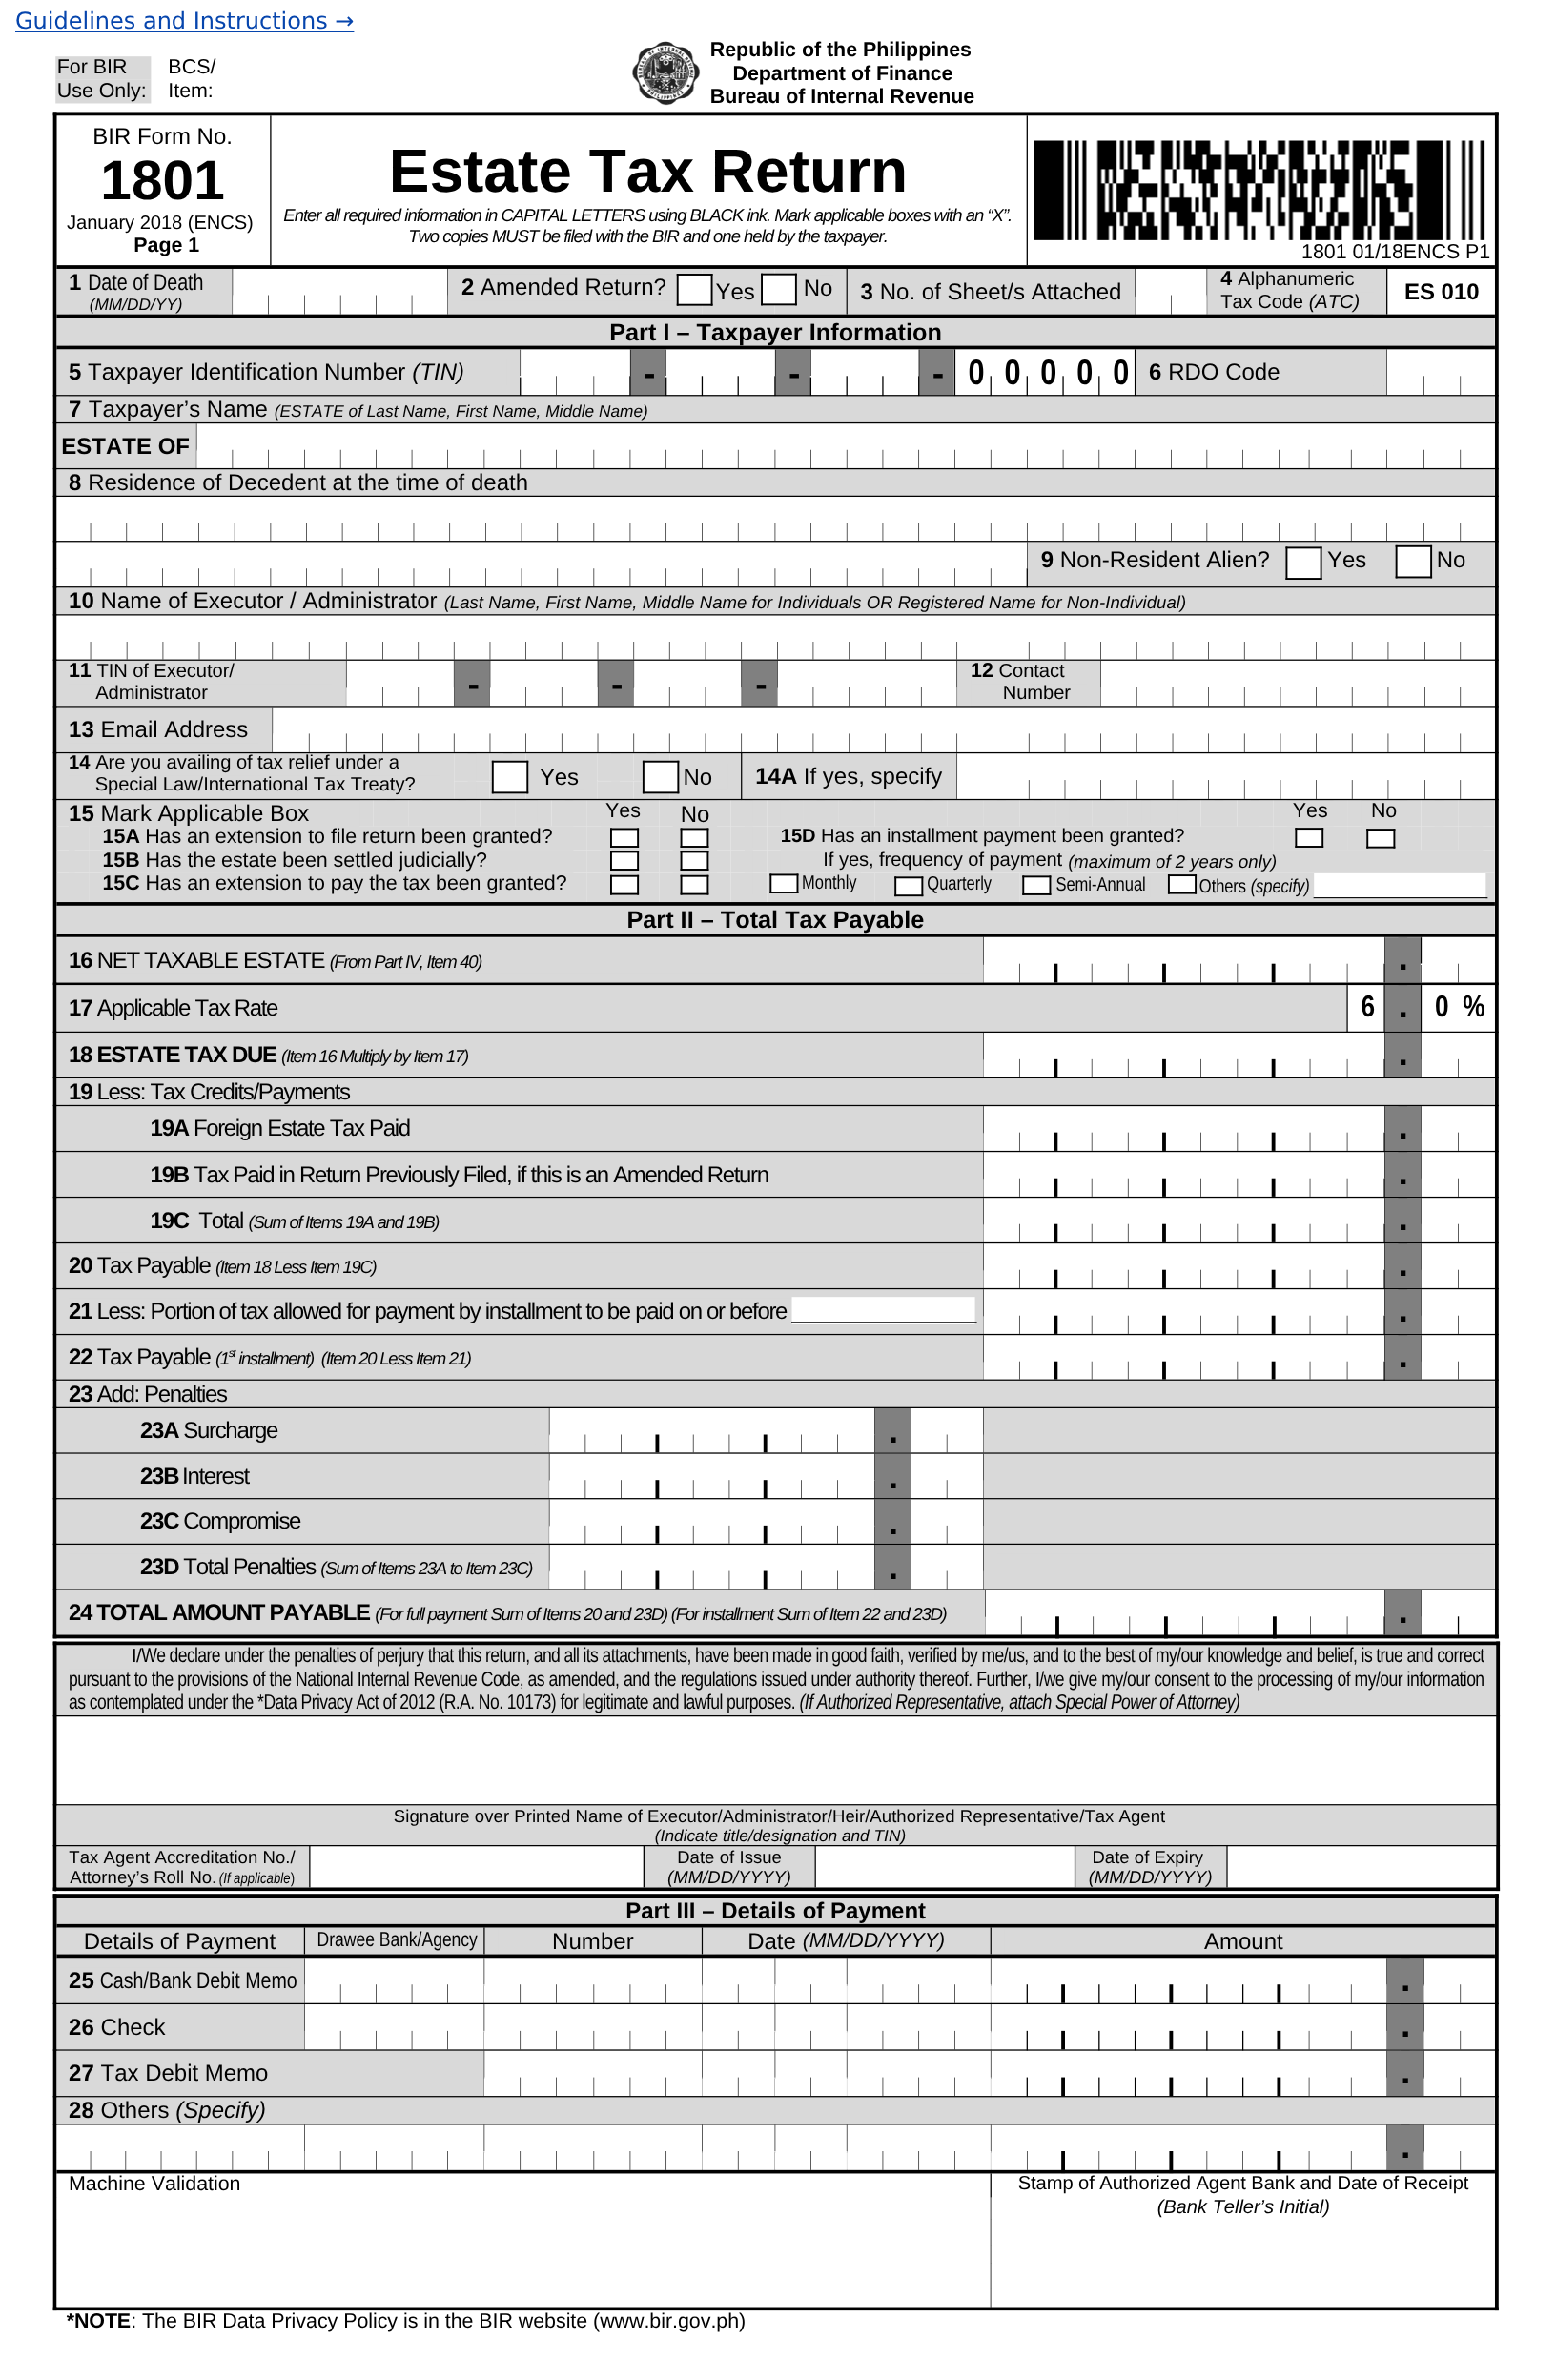 Guidelines and Instructions →
For BIR Use Only:
BCS/ Item:
Republic of the Philippines
Department of Finance
Bureau of Internal Revenue
BIR Form No.
1801
January 2018 (ENCS)
Page 1
Estate Tax Return
Enter all required information in CAPITAL LETTERS using BLACK ink. Mark applicable boxes with an “X”.
Two copies MUST be filed with the BIR and one held by the taxpayer.
1801 01/18ENCS P1
1 Date of Death (MM/DD/YY)
2 Amended Return? Yes No
3 No. of Sheet/s Attached
4 Alphanumeric Tax Code (ATC)
ES 010
Part I – Taxpayer Information
5 Taxpayer Identification Number (TIN) - - - 0 0 0 0 0 6 RDO Code
7 Taxpayer’s Name (ESTATE of Last Name, First Name, Middle Name)
ESTATE OF
8 Residence of Decedent at the time of death
9 Non-Resident Alien? Yes No
10 Name of Executor / Administrator (Last Name, First Name, Middle Name for Individuals OR Registered Name for Non-Individual)
11 TIN of Executor/ Administrator - - -
12 Contact Number
13 Email Address
14 Are you availing of tax relief under a Special Law/International Tax Treaty? Yes No
14A If yes, specify
15 Mark Applicable Box Yes No Yes No
15A Has an extension to file return been granted?
15D Has an installment payment been granted?
15B Has the estate been settled judicially?
If yes, frequency of payment (maximum of 2 years only)
15C Has an extension to pay the tax been granted?
Monthly Quarterly Semi-Annual Others (specify)
Part II – Total Tax Payable
16 NET TAXABLE ESTATE (From Part IV, Item 40) .
17 Applicable Tax Rate 6 . 0 %
18 ESTATE TAX DUE (Item 16 Multiply by Item 17) .
19 Less: Tax Credits/Payments
19A Foreign Estate Tax Paid .
19B Tax Paid in Return Previously Filed, if this is an Amended Return .
19C Total (Sum of Items 19A and 19B) .
20 Tax Payable (Item 18 Less Item 19C) .
21 Less: Portion of tax allowed for payment by installment to be paid on or before .
22 Tax Payable (1st installment) (Item 20 Less Item 21) .
23 Add: Penalties
23A Surcharge .
23B Interest .
23C Compromise .
23D Total Penalties (Sum of Items 23A to Item 23C) .
24 TOTAL AMOUNT PAYABLE (For full payment Sum of Items 20 and 23D) (For installment Sum of Item 22 and 23D) .
I/We declare under the penalties of perjury that this return, and all its attachments, have been made in good faith, verified by me/us, and to the best of my/our knowledge and belief, is true and correct
pursuant to the provisions of the National Internal Revenue Code, as amended, and the regulations issued under authority thereof. Further, I/we give my/our consent to the processing of my/our information
as contemplated under the *Data Privacy Act of 2012 (R.A. No. 10173) for legitimate and lawful purposes. (If Authorized Representative, attach Special Power of Attorney)
Signature over Printed Name of Executor/Administrator/Heir/Authorized Representative/Tax Agent
(Indicate title/designation and TIN)
Tax Agent Accreditation No./ Attorney’s Roll No. (If applicable)
Date of Issue (MM/DD/YYYY)
Date of Expiry (MM/DD/YYYY)
Part III – Details of Payment
Details of Payment Drawee Bank/Agency Number Date (MM/DD/YYYY) Amount
25 Cash/Bank Debit Memo .
26 Check .
27 Tax Debit Memo .
28 Others (Specify)
.
Machine Validation
Stamp of Authorized Agent Bank and Date of Receipt
(Bank Teller’s Initial)
*NOTE: The BIR Data Privacy Policy is in the BIR website (www.bir.gov.ph)